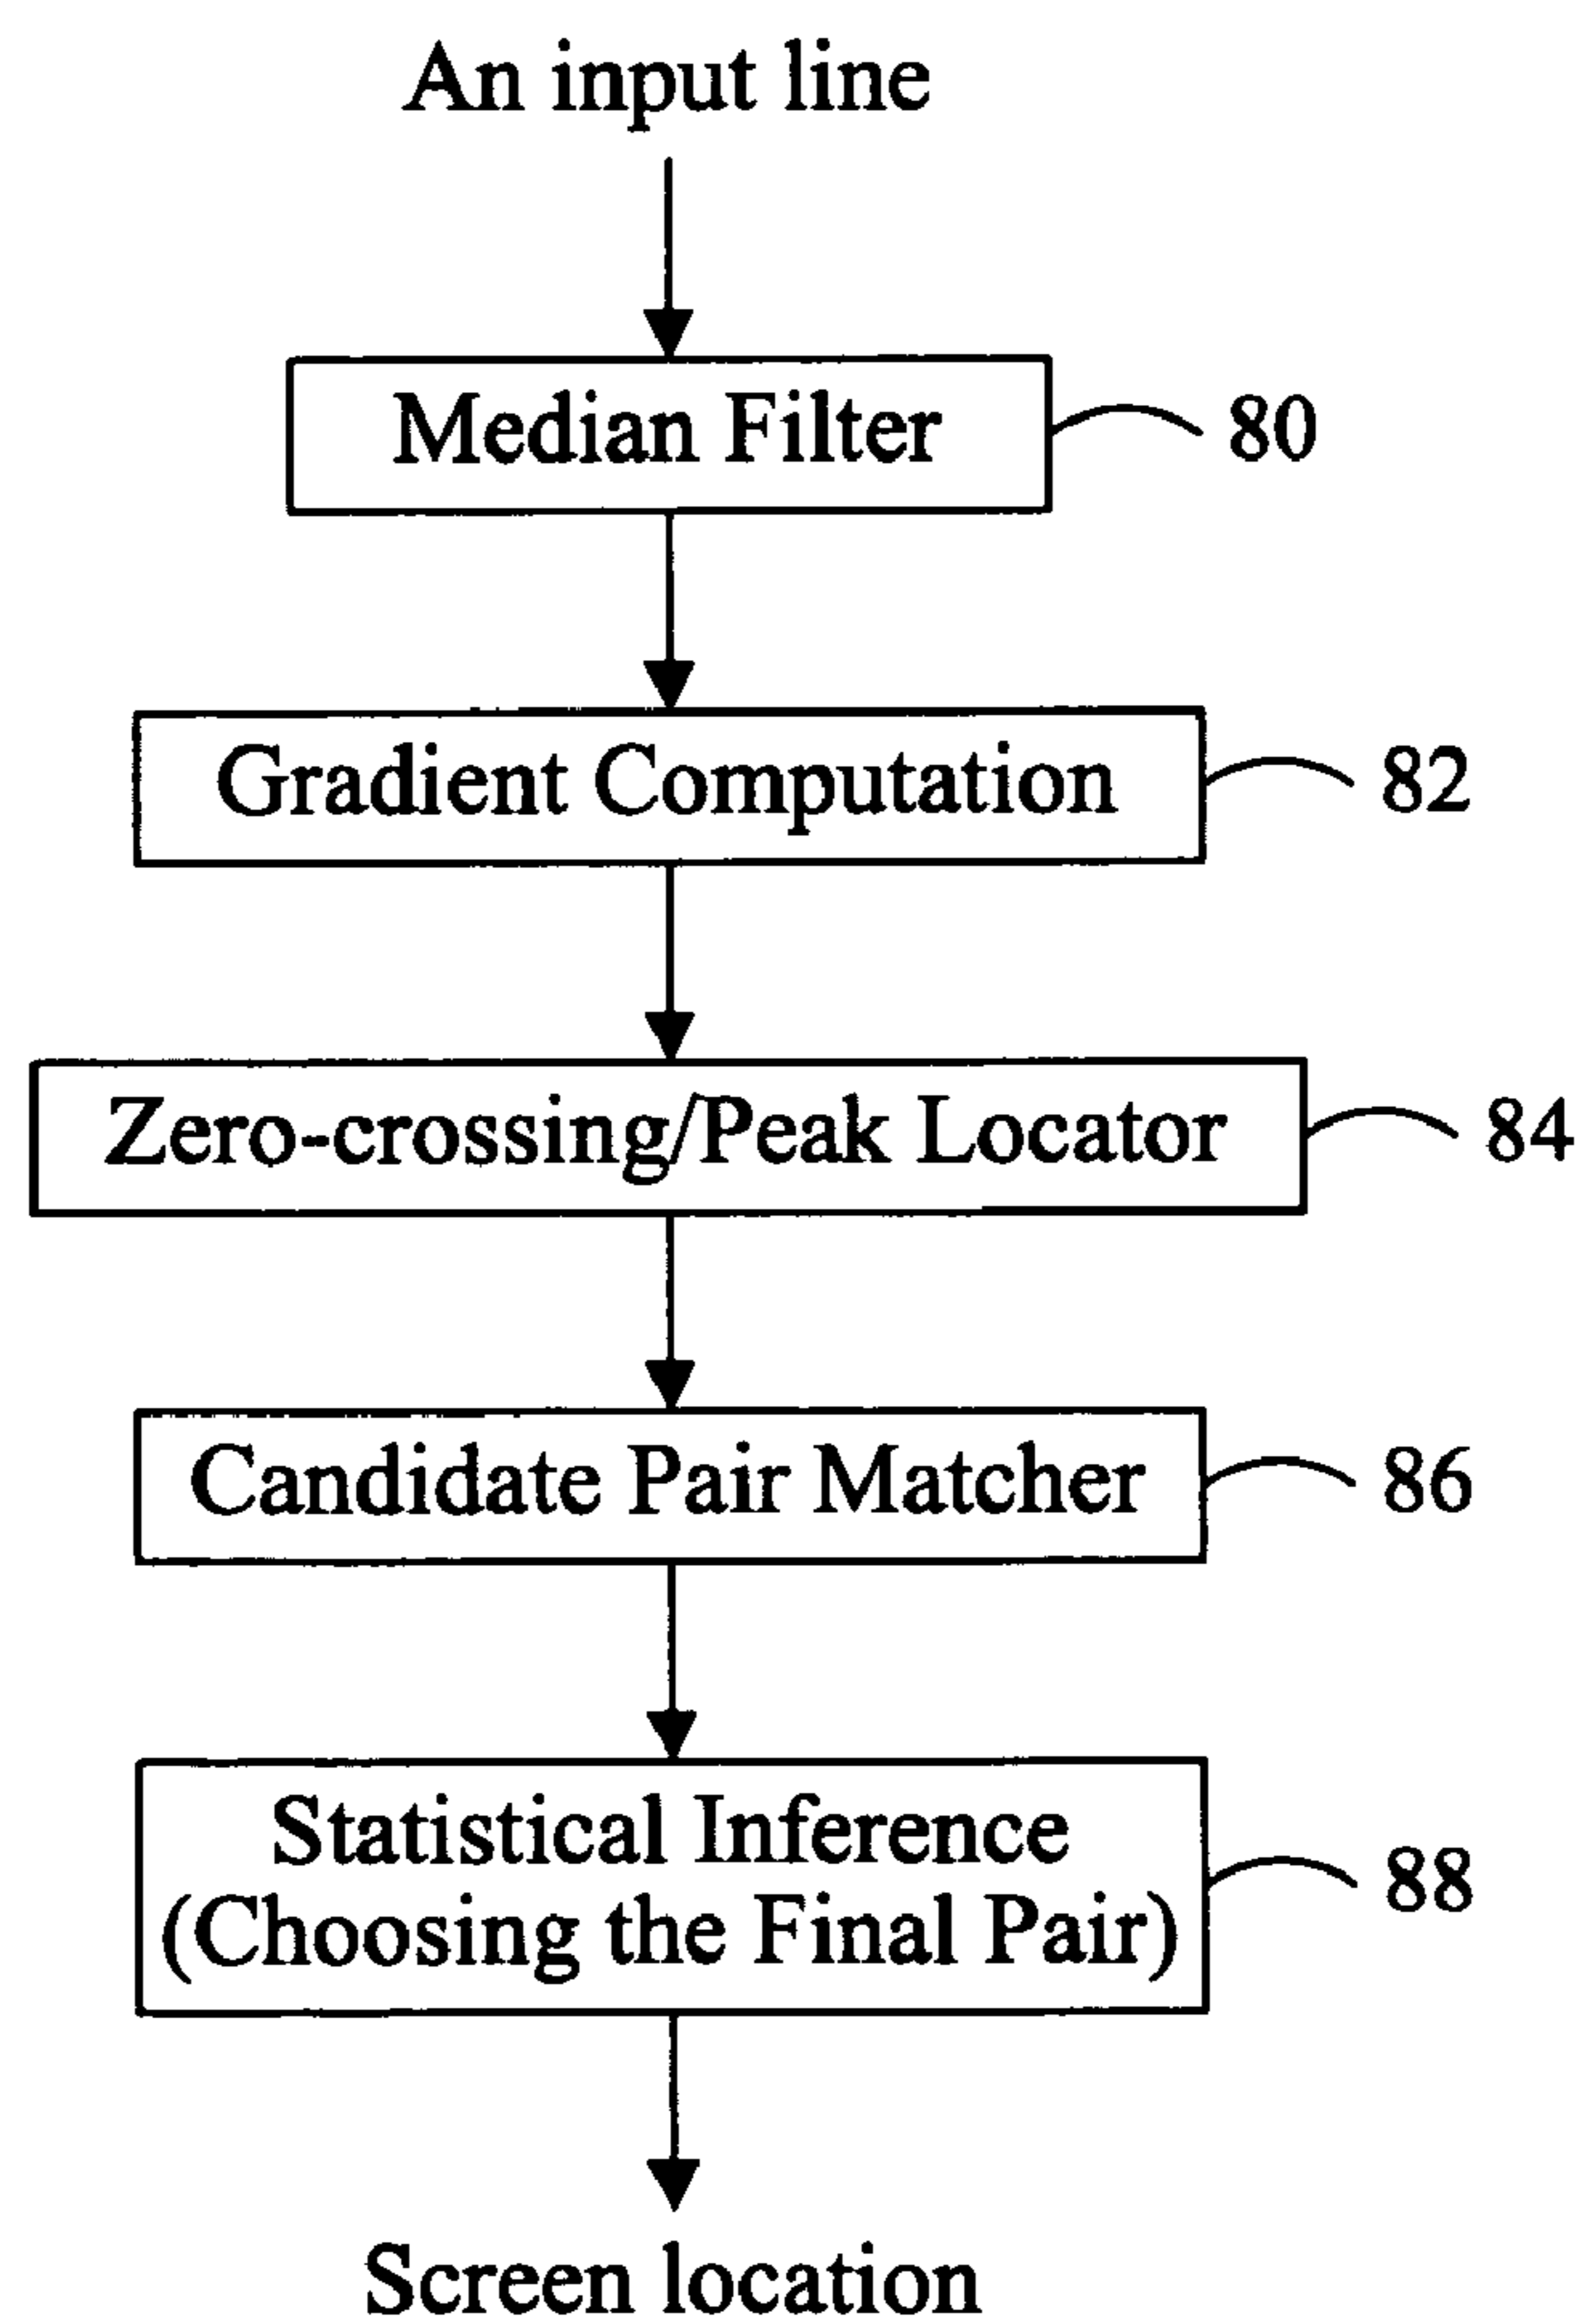 An input line
Median Filter
80
Gradient Computation
82
Zero-crossing/Peak Locator
84
Candidate Pair Matcher
86
Statistical Inference
(Choosing the Final Pair)
88
Screen location